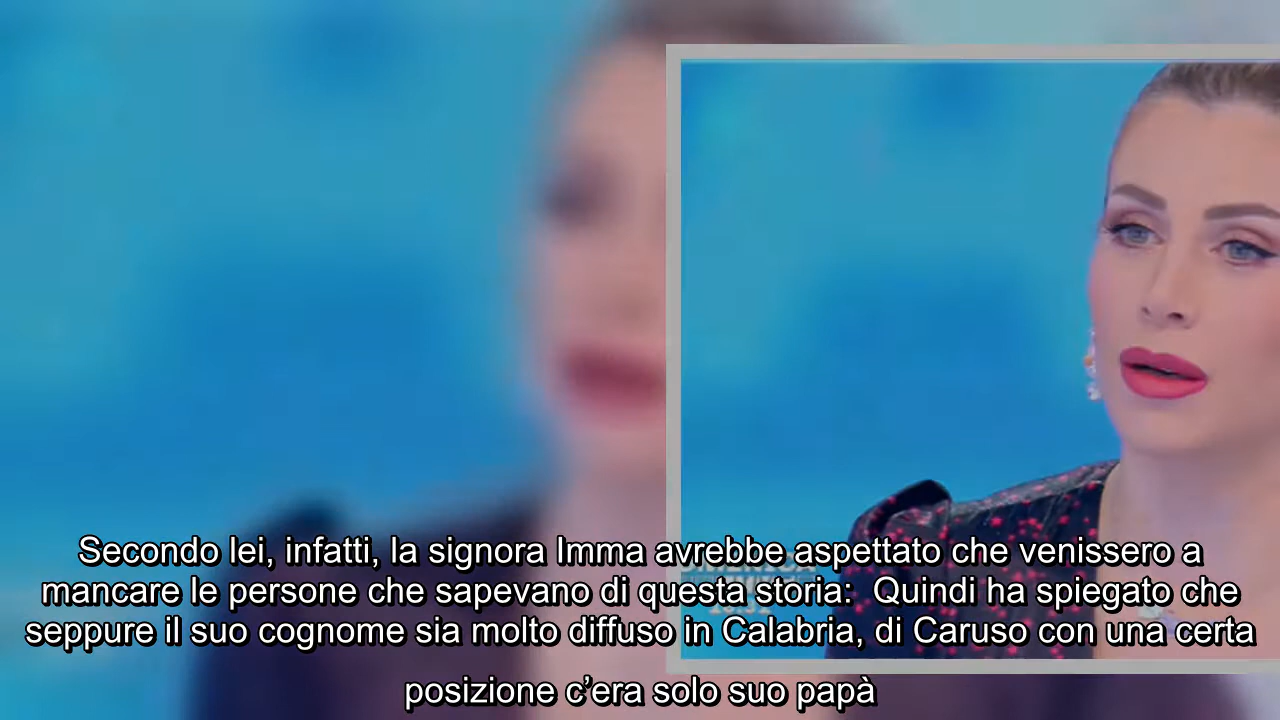 Secondo lei, infatti, la signora Imma avrebbe aspettato che venissero a
mancare le persone che sapevano di questa storia:  Quindi ha spiegato che
seppure il suo cognome sia molto diffuso in Calabria, di Caruso con una certa
posizione c’era solo suo papà